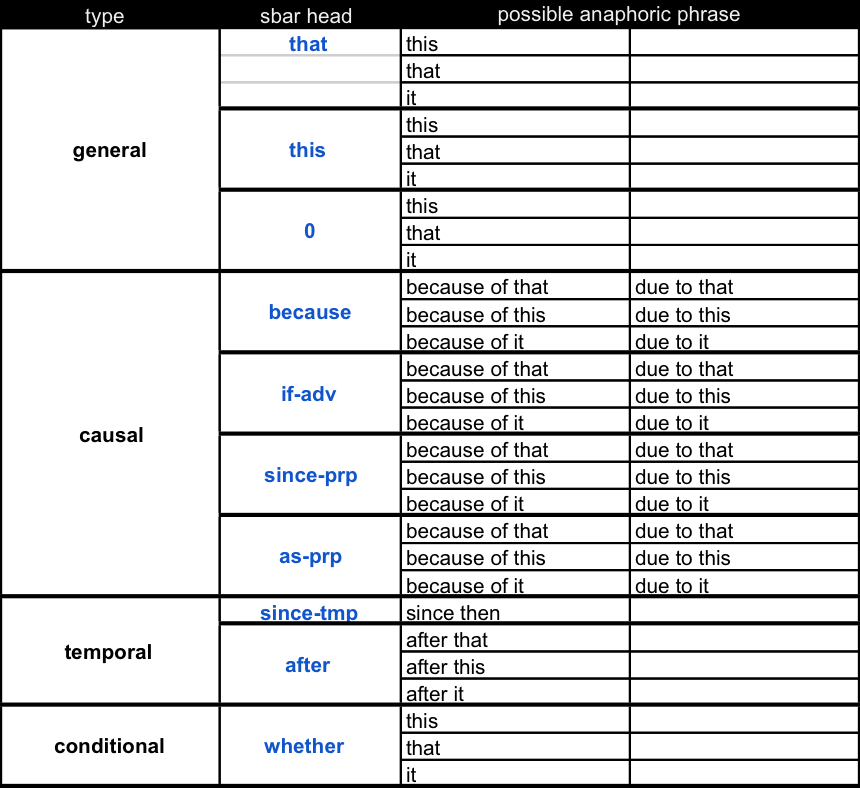 type sbar head possible anaphoric phrase
that this
that
it
general this this
that
it
0 this
that
it
causal because because of that due to that
because of this due to this
because of it due to it
if-adv because of that due to that
because of this due to this
because of it due to it
since-prp because of that due to that
because of this due to this
because of it due to it
as-prp because of that due to that
because of this due to this
because of it due to it
temporal since-tmp since then
after after that
after this
after it
conditional whether this
that
it